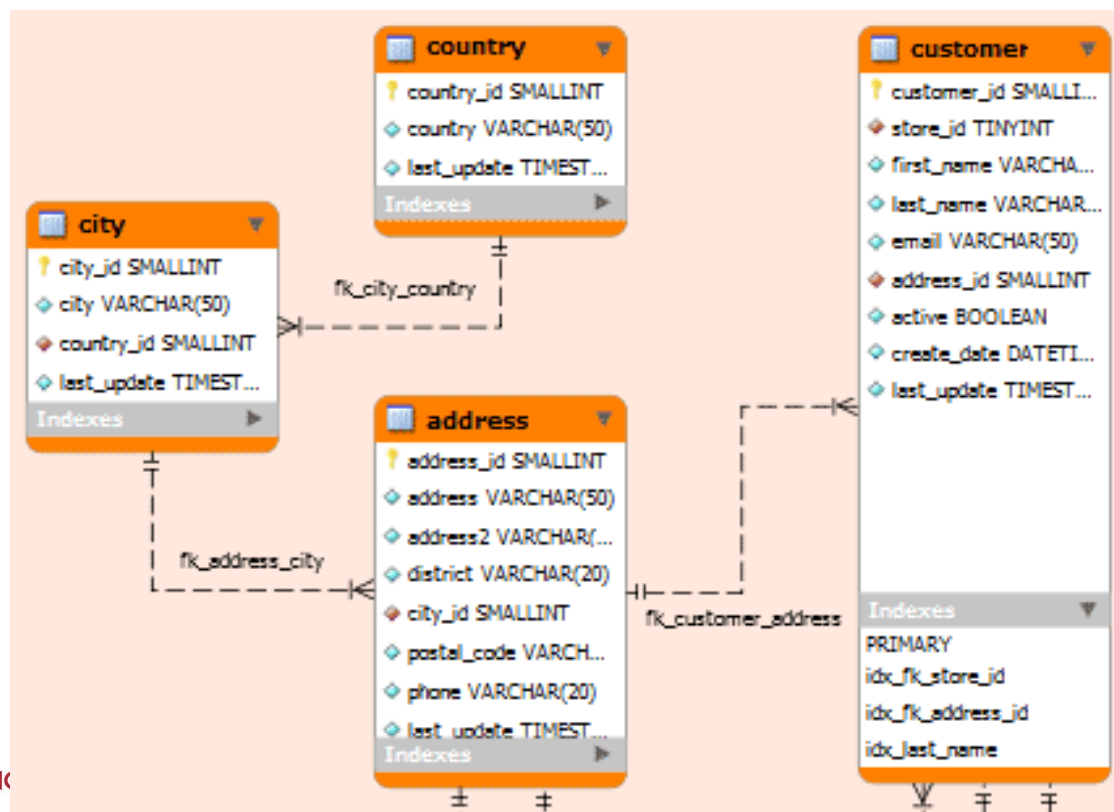 country
country_id SMALLINT
country VARCHAR(50)
last_update TIMEST...
Indexes
customer
customer_id SMALLI...
store_id TINYINT
first_name VARCHA...
last_name VARCHAR...
email VARCHAR(50)
address_id SMALLINT
active BOOLEAN
create_date DATETI...
last_update TIMEST...
Indexes
PRIMARY
idx_fk_store_id
idx_fk_address_id
idx_last_name
city
city_id SMALLINT
city VARCHAR(50)
country_id SMALLINT
last_update TIMEST...
Indexes
fk_city_country
address
address_id SMALLINT
address VARCHAR(50)
address2 VARCHAR(...
district VARCHAR(20)
city_id SMALLINT
postal_code VARCH...
phone VARCHAR(20)
last_update TIMEST...
Indexes
fk_address_city
fk_customer_address